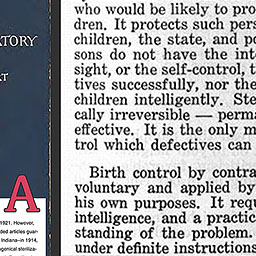 ATORY
T
A
1921. However,
ded articles guar-
Indiana–in 1914,
ugenical steriliza-
who would be likely to pro
dren. It protects such pers
children, the state, and po
sons do not have the inte
sight, or the self-control, t
tives successfully, nor the
children intelligently. Ste
cally irreversible — perma
effective. It is the only m
trol which defectives can
Birth control by contra
voluntary and applied by
his own purposes. It requ
intelligence, and a practic
standing of the problem.
under definite instructions